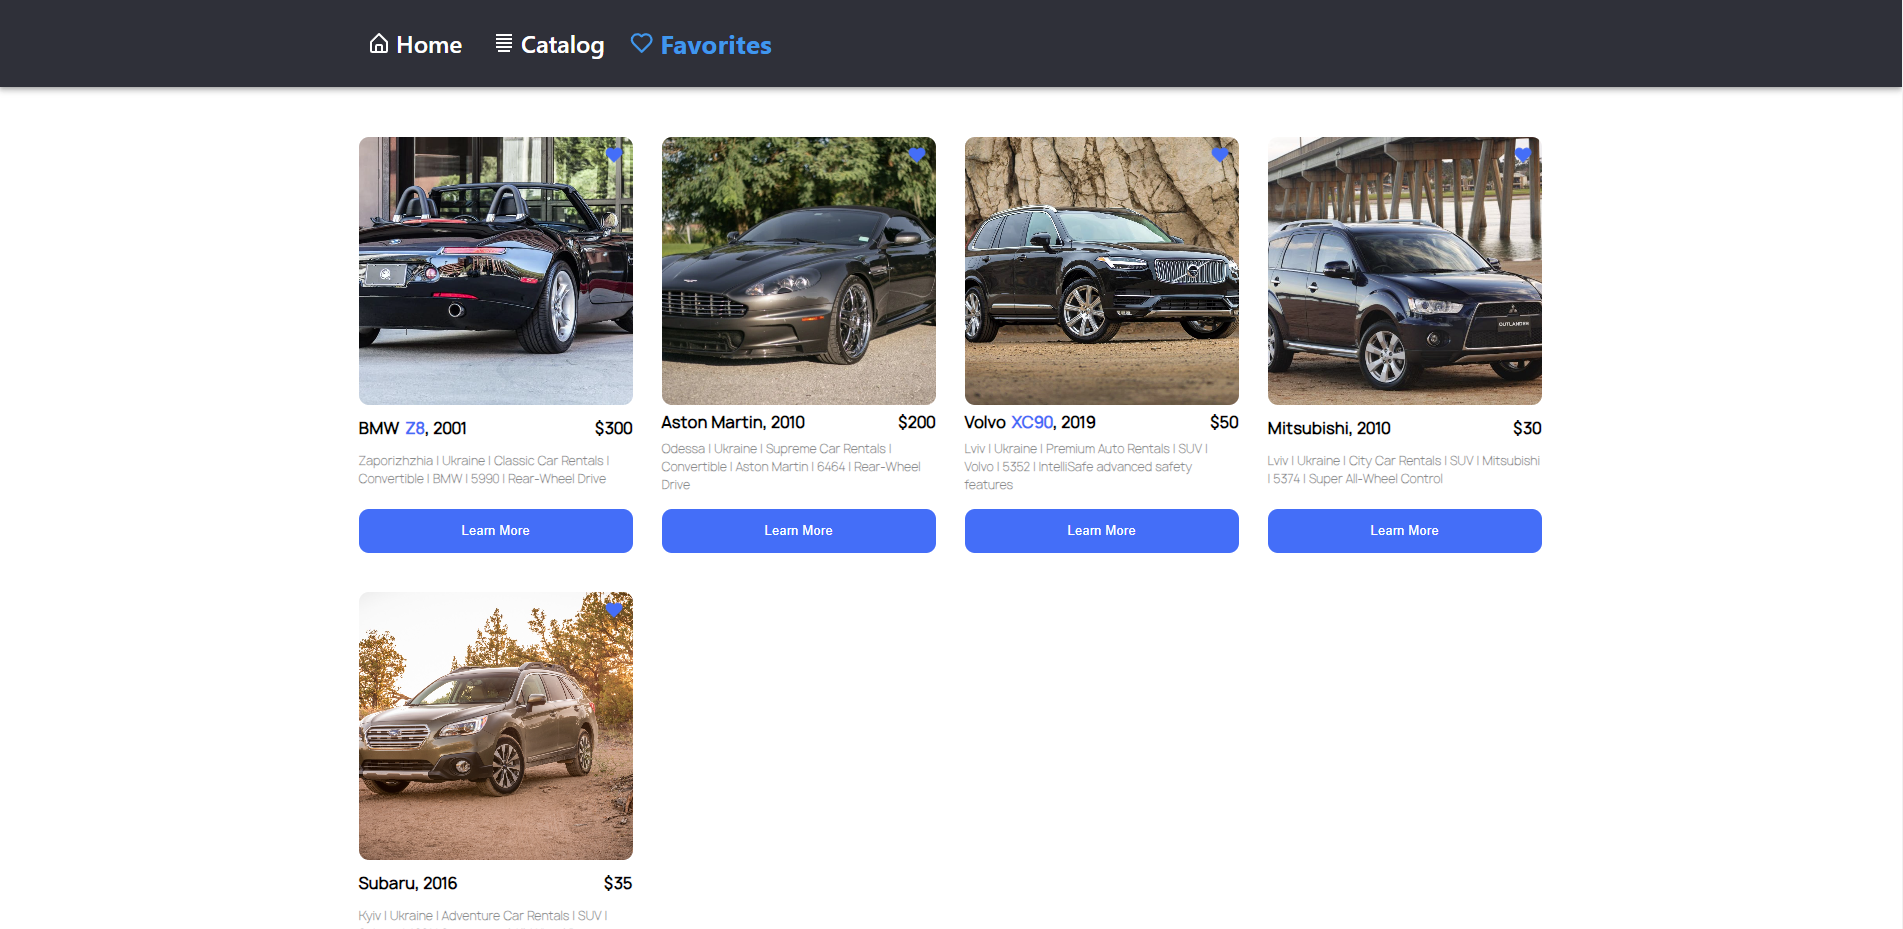 Home Catalog Favorites
OUTLANDER
BMW Z8, 2001 $300
Zaporizhzhia | Ukraine | Classic Car Rentals |
Convertible | BMW | 5990 | Rear-Wheel Drive
Learn More
Aston Martin, 2010 $200
Odessa | Ukraine | Supreme Car Rentals |
Convertible | Aston Martin | 6464 | Rear-Wheel
Drive
Learn More
Volvo XC90, 2019 $50
Lviv | Ukraine | Premium Auto Rentals | SUV |
Volvo | 5352 | IntelliSafe advanced safety
features
Learn More
Mitsubishi, 2010 $30
Lviv | Ukraine | City Car Rentals | SUV | Mitsubishi
| 5374 | Super All-Wheel Control
Learn More
Subaru, 2016 $35
Kyiv | Ukraine | Adventure Car Rentals | SUV |